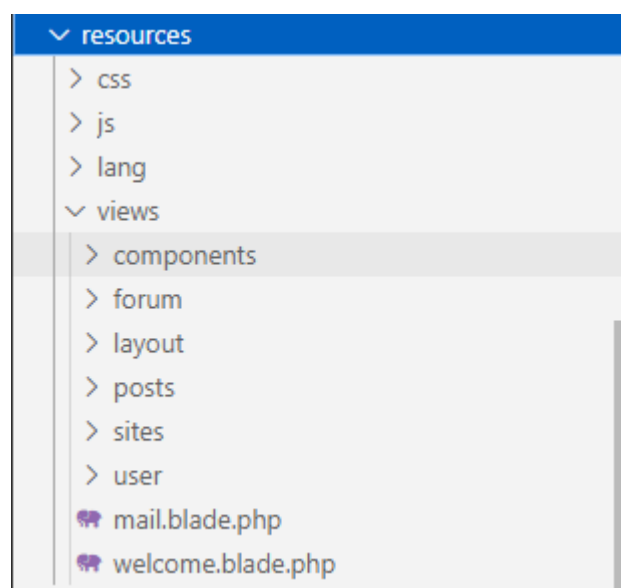 resources
css
js
lang
views
components
forum
layout
posts
sites
user
mail.blade.php
welcome.blade.php